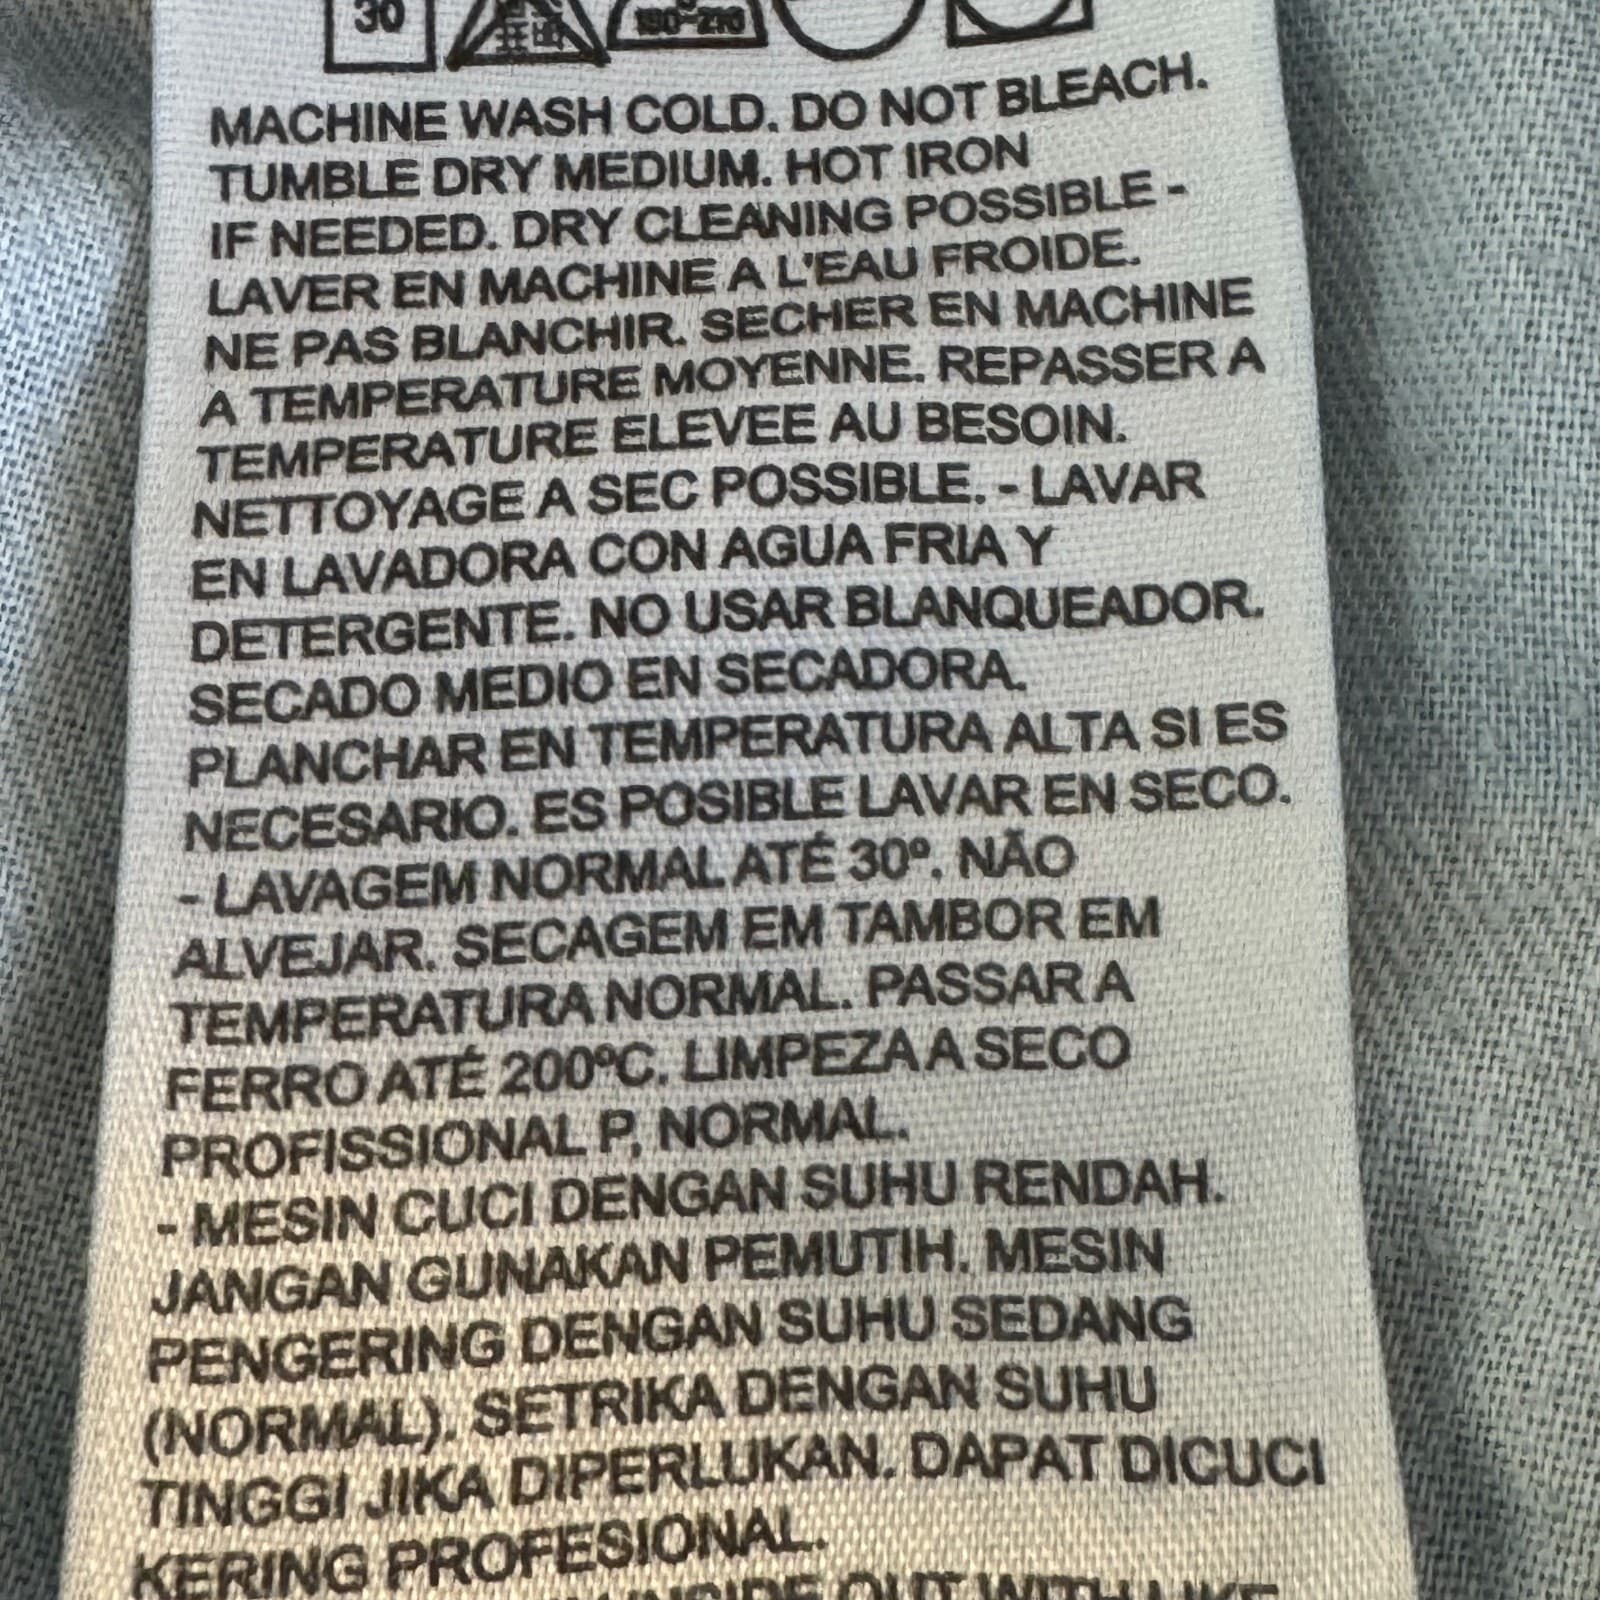 30
MACHINE WASH COLD. DO NOT BLEACH.
TUMBLE DRY MEDIUM. HOT IRON
IF NEEDED. DRY CLEANING POSSIBLE -
LAVER EN MACHINE A L'EAU FROIDE.
NE PAS BLANCHIR. SECHER EN MACHINE
A TEMPERATURE MOYENNE. REPASSER A
TEMPERATURE ELEVEE AU BESOIN.
NETTOYAGE A SEC POSSIBLE. - LAVAR
EN LAVADORA CON AGUA FRIA Y
DETERGENTE. NO USAR BLANQUEADOR.
SECADO MEDIO EN SECADORA.
PLANCHAR EN TEMPERATURA ALTA SI ES
NECESARIO. ES POSIBLE LAVAR EN SECO.
- LAVAGEM NORMAL ATÉ 30º. NÃO
ALVEJAR. SECAGEM EM TAMBOR EM
TEMPERATURA NORMAL. PASSAR A
FERRO ATÉ 200ºC. LIMPEZA A SECO
PROFISSIONAL P, NORMAL.
- MESIN CUCI DENGAN SUHU RENDAH.
JANGAN GUNAKAN PEMUTIH. MESIN
PENGERING DENGAN SUHU SEDANG
(NORMAL). SETRIKA DENGAN SUHU
TINGGI JIKA DIPERLUKAN. DAPAT DICUCI
KERING PROFESIONAL.
INSIDE OUT WITH LIKE